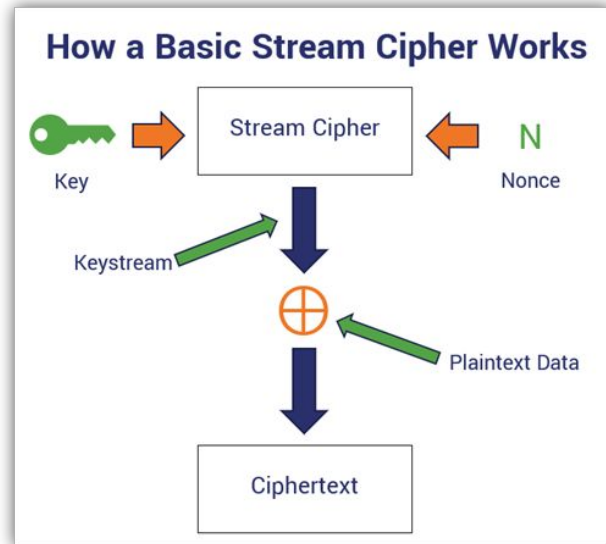 How a Basic Stream Cipher Works
Stream Cipher
N
Key
Nonce
Keystream
Plaintext Data
Ciphertext